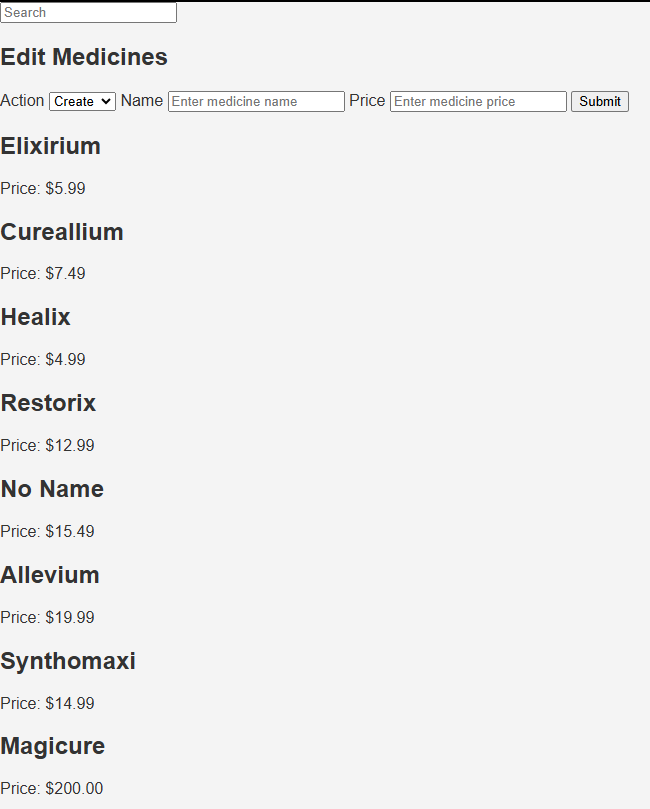 Search
Edit Medicines
Action Create Name Enter medicine name Price Enter medicine price Submit
Elixirium
Price: $5.99
Cureallium
Price: $7.49
Healix
Price: $4.99
Restorix
Price: $12.99
No Name
Price: $15.49
Allevium
Price: $19.99
Synthomaxi
Price: $14.99
Magicure
Price: $200.00